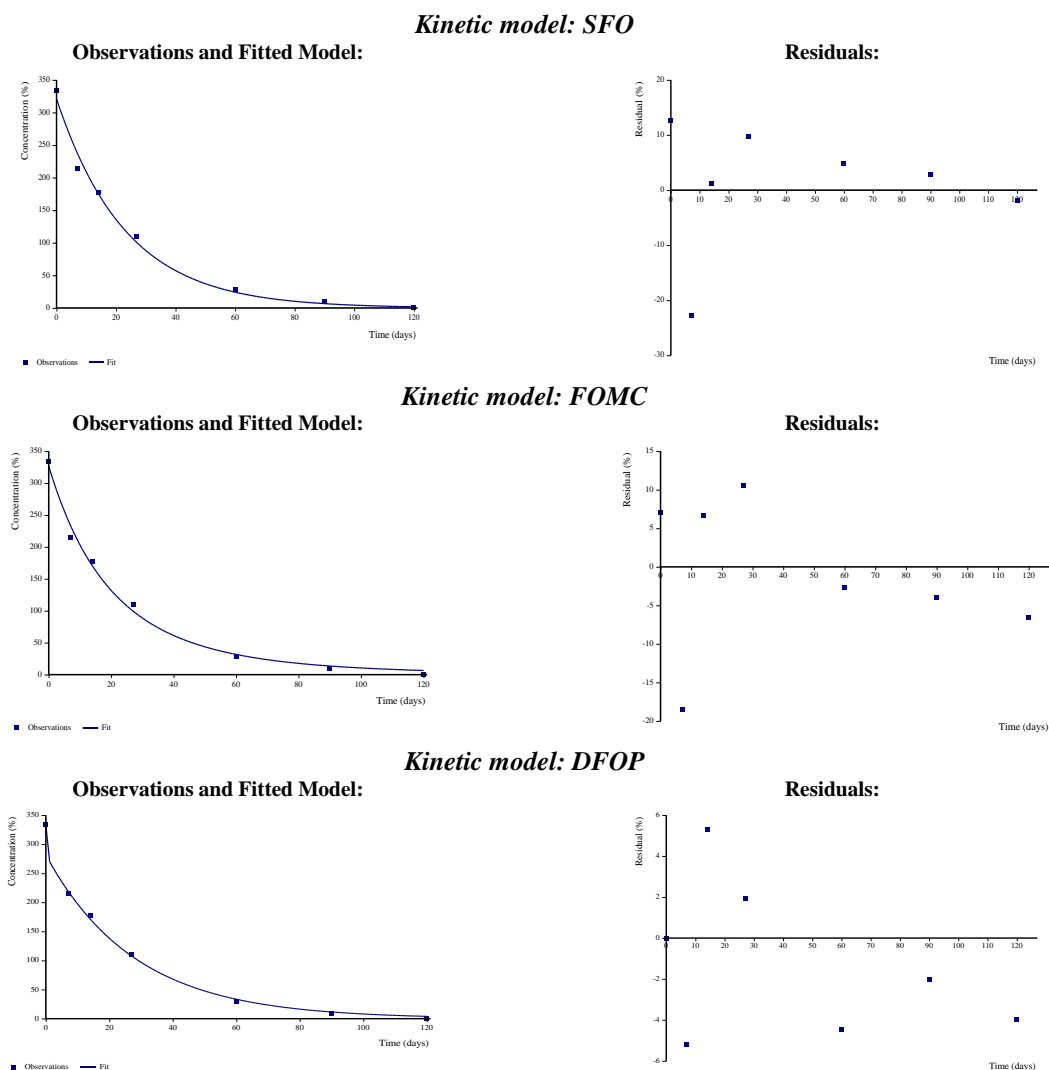 Kinetic model: SFO
Observations and Fitted Model:
Concentration (%)
350
300
250
200
150
100
50
0
0 20 40 60 80 100 120
Time (days)
Observations Fit
Residuals:
Residual (%)
20
10
0
-10
-20
-30
0 10 20 30 40 50 60 70 80 90 100 110 120
Time (days)
Kinetic model: FOMC
Observations and Fitted Model:
Concentration (%)
350
300
250
200
150
100
50
0
0 20 40 60 80 100 120
Time (days)
Observations Fit
Residuals:
Residual (%)
15
10
5
0
-5
-10
-15
-20
0 10 20 30 40 50 60 70 80 90 100 110 120
Time (days)
Kinetic model: DFOP
Observations and Fitted Model:
Concentration (%)
350
300
250
200
150
100
50
0
0 20 40 60 80 100 120
Time (days)
Observations Fit
Residuals:
Residual (%)
6
4
2
0
-2
-4
-6
0 10 20 30 40 50 60 70 80 90 100 110 120
Time (days)